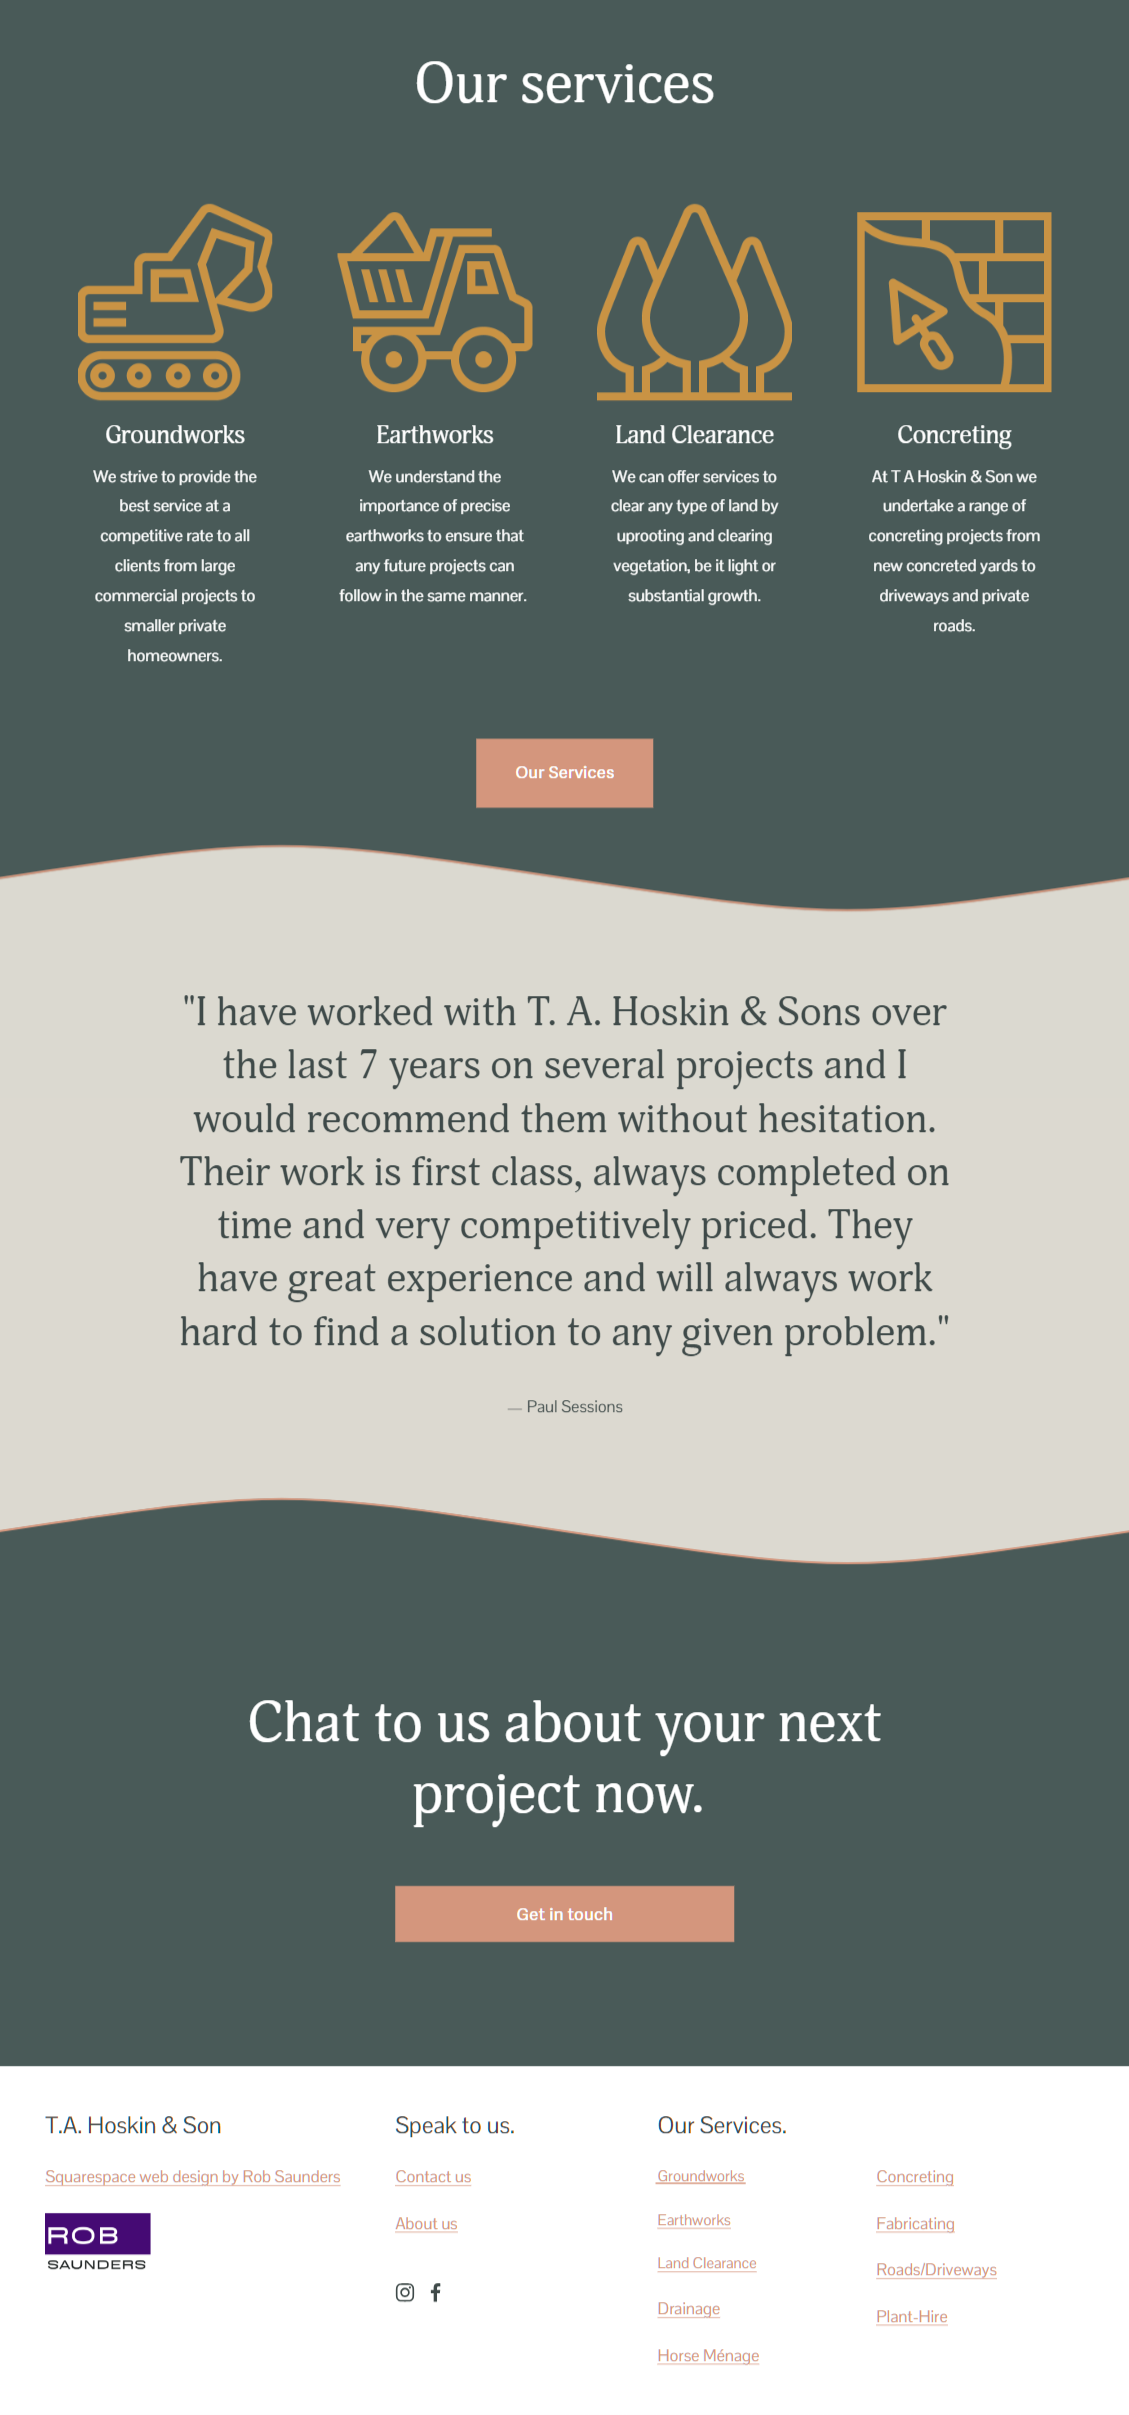 Our services
Groundworks
We strive to provide the
best service at a
competitive rate to all
clients from large
commercial projects to
smaller private
homeowners.
Earthworks
We understand the
importance of precise
earthworks to ensure that
any future projects can
follow in the same manner.
Land Clearance
We can offer services to
clear any type of land by
uprooting and clearing
vegetation, be it light or
substantial growth.
Concreting
At T A Hoskin & Son we
undertake a range of
concreting projects from
new concreted yards to
driveways and private
roads.
Our Services
"I have worked with T. A. Hoskin & Sons over
the last 7 years on several projects and I
would recommend them without hesitation.
Their work is first class, always completed on
time and very competitively priced. They
have great experience and will always work
hard to find a solution to any given problem."
— Paul Sessions
Chat to us about your next
project now.
Get in touch
T.A. Hoskin & Son
Squarespace web design by Rob Saunders
ROB
SAUNDERS
Speak to us.
Contact us
About us
Our Services.
Groundworks
Earthworks
Land Clearance
Drainage
Horse Ménage
Concreting
Fabricating
Roads/Driveways
Plant-Hire